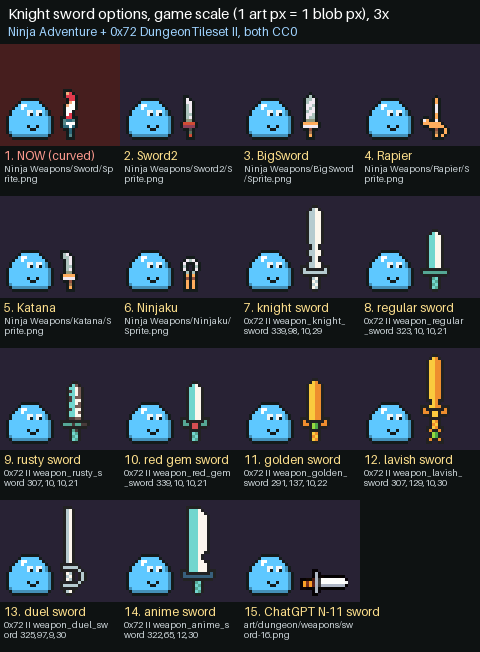 Knight sword options, game scale (1 art px = 1 blob px), 3x
Ninja Adventure + 0x72 DungeonTileset II, both CC0
1. NOW (curved)
Ninja Weapons/Sword/Sp
rite.png
2. Sword2
Ninja Weapons/Sword2/S
prite.png
3. BigSword
Ninja Weapons/BigSword
/Sprite.png
4. Rapier
Ninja Weapons/Rapier/S
prite.png
5. Katana
Ninja Weapons/Katana/S
prite.png
6. Ninjaku
Ninja Weapons/Ninjaku/
Sprite.png
7. knight sword
0x72 II weapon_knight_
sword 339,98,10,29
8. regular sword
0x72 II weapon_regular
_sword 323,10,10,21
9. rusty sword
0x72 II weapon_rusty_s
word 307,10,10,21
10. red gem sword
0x72 II weapon_red_gem
_sword 339,10,10,21
11. golden sword
0x72 II weapon_golden_
sword 291,137,10,22
12. lavish sword
0x72 II weapon_lavish_
sword 307,129,10,30
13. duel sword
0x72 II weapon_duel_sw
ord 325,97,9,30
14. anime sword
0x72 II weapon_anime_s
word 322,65,12,30
15. ChatGPT N-11 sword
art/dungeon/weapons/sw
ord-16.png